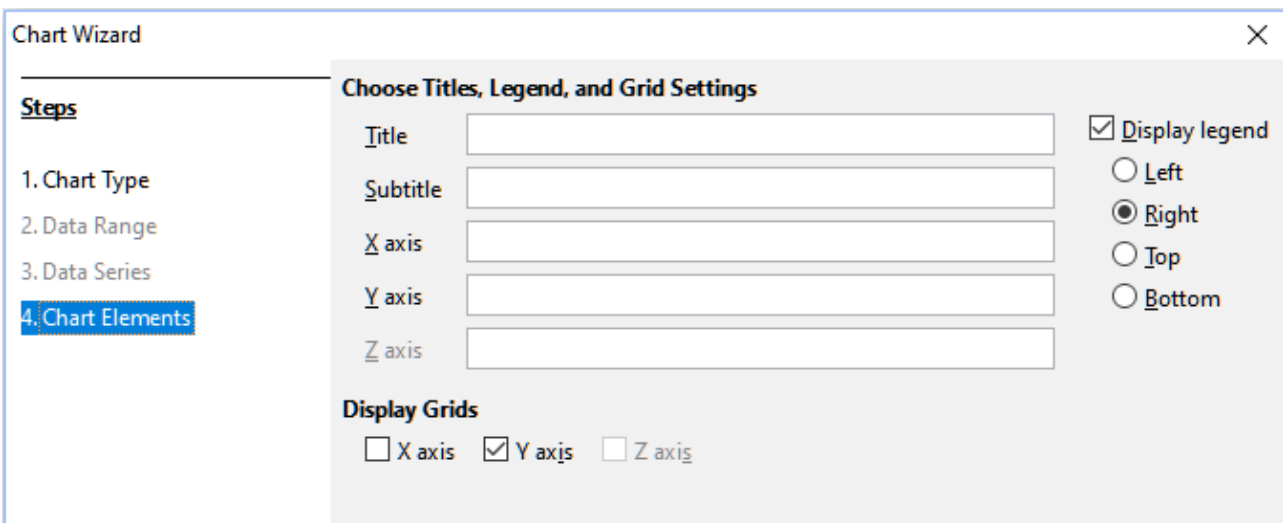 Chart Wizard
Steps
1. Chart Type
2. Data Range
3. Data Series
4. Chart Elements
Choose Titles, Legend, and Grid Settings
Title
Subtitle
X axis
Y axis
Z axis
Display legend
Left
Right
Top
Bottom
Display Grids
X axis Y axis Z axis